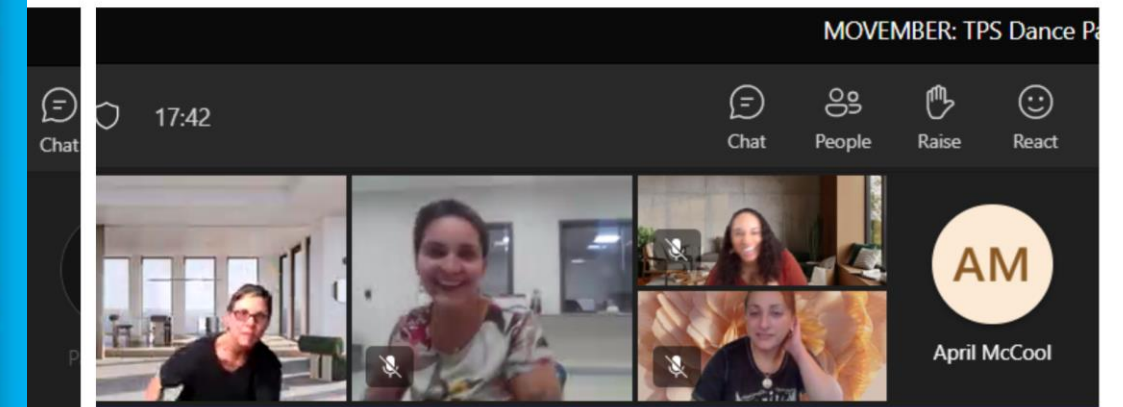 MOVEMBER: TPS Dance Pa
Chat
17:42
Chat
People
Raise
React
P
AM
April McCool